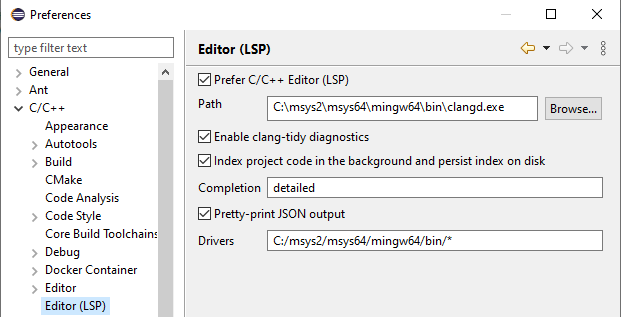 Preferences
type filter text
General
Ant
C/C++
Appearance
Autotools
Build
CMake
Code Analysis
Code Style
Core Build Toolchains
Debug
Docker Container
Editor
Editor (LSP)
Editor (LSP)
Prefer C/C++ Editor (LSP)
Path C:\msys2\msys64\mingw64\bin\clangd.exe Browse...
Enable clang-tidy diagnostics
Index project code in the background and persist index on disk
Completion detailed
Pretty-print JSON output
Drivers C:/msys2/msys64/mingw64/bin/*